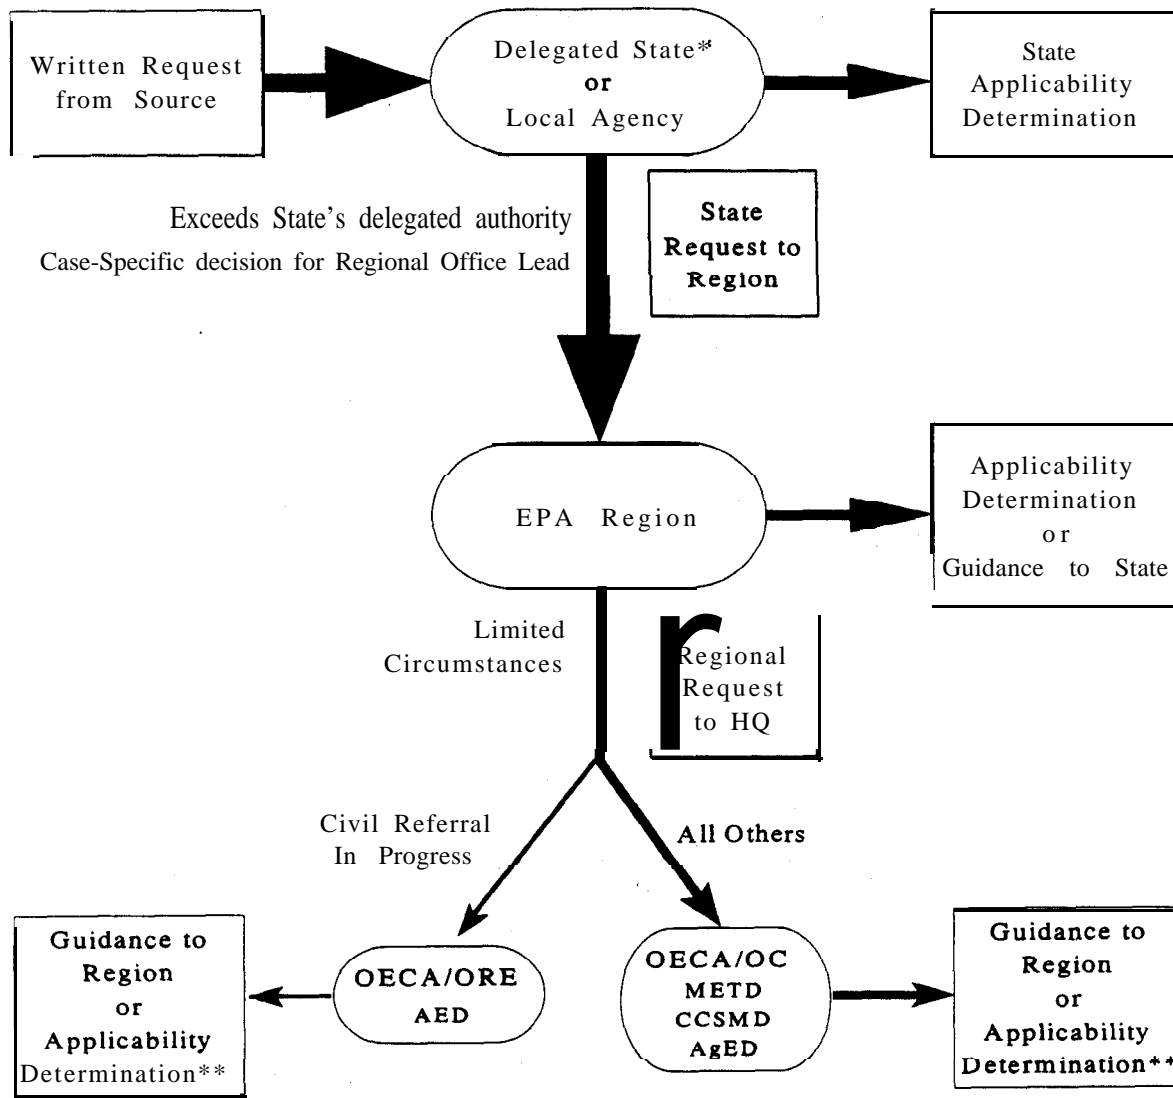 Written Request
from Source
Delegated State*
or
Local Agency
State
Applicability
Determination
Exceeds State's delegated authority
Case-Specific decision for Regional Office Lead
State
Request to
Region
EPA Region
Applicability
Determination
or
Guidance to State
Limited
Circumstances
Regional
Request
to HQ
Civil Referral
In Progress
All Others
Guidance to
Region
or
Applicability
Determination**
OECA/ORE
AED
OECA/OC
METD
CCSMD
AgED
Guidance to
Region
or
Applicability
Determination**